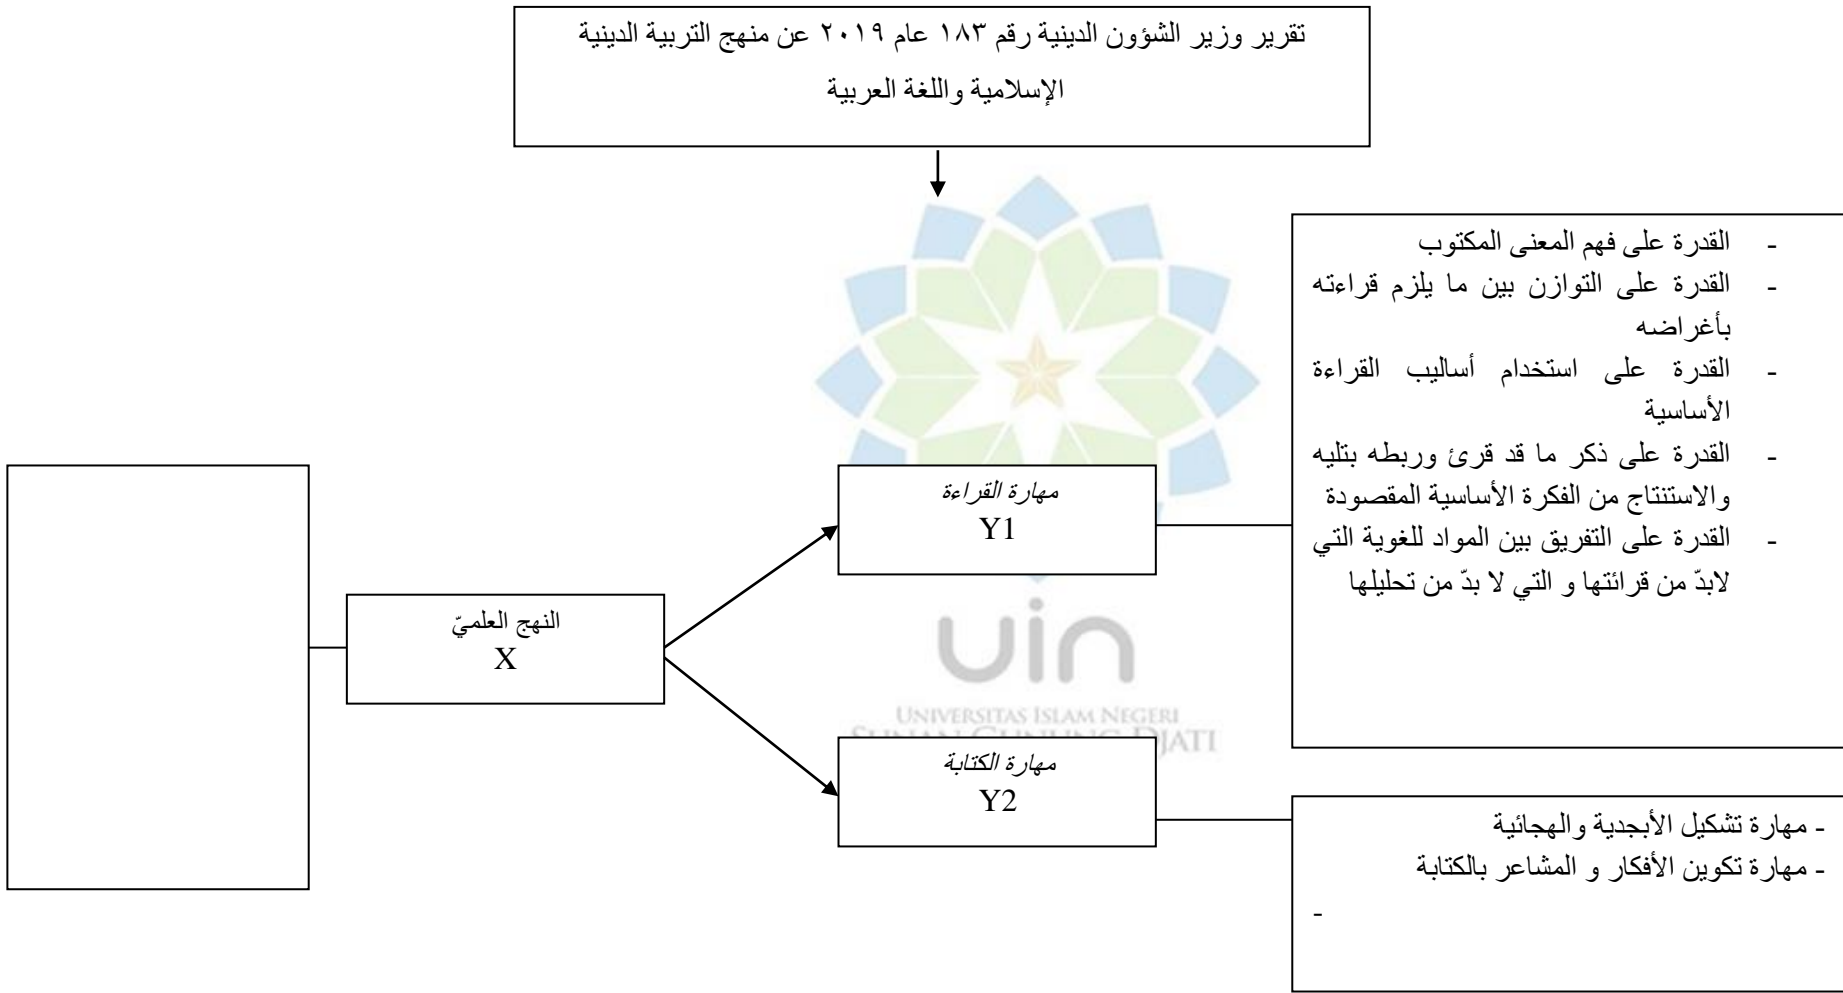 تقرير وزير الشؤون الدينية رقم ١٨٣ عام ٢٠١٩ عن منهج التربية الدينية
الإسلامية واللغة العربية
- القدرة على فهم المعنى المكتوب
- القدرة على التوازن بين ما يلزم قراءته
بأغراضه
- القدرة على استخدام أساليب القراءة
الأساسية
- القدرة على ذكر ما قد قرئ وربطه بتليه
والاستنتاج من الفكرة الأساسية المقصودة
- القدرة على التفريق بين المواد للغوية التي
لابدّ من قرائتها و التي لا بدّ من تحليلها
مهارة القراءة
Y1
النهج العلميّ
X
uin
UNIVERSITAS ISLAM NEGERI
SUNAN GUNUNG DJATI
مهارة الكتابة
Y2
- مهارة تشكيل الأبجدية والهجائية
- مهارة تكوين الأفكار و المشاعر بالكتابة
-